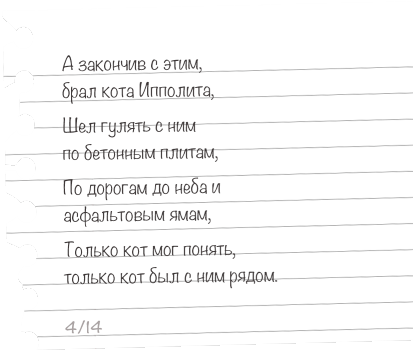 А закончив с этим,
брал кота Ипполита,
Шел гулять с ним
по бетонным плитам,
По дорогам до неба и
асфальтовым ямам,
Только кот мог понять,
только кот был с ним рядом.
4/14